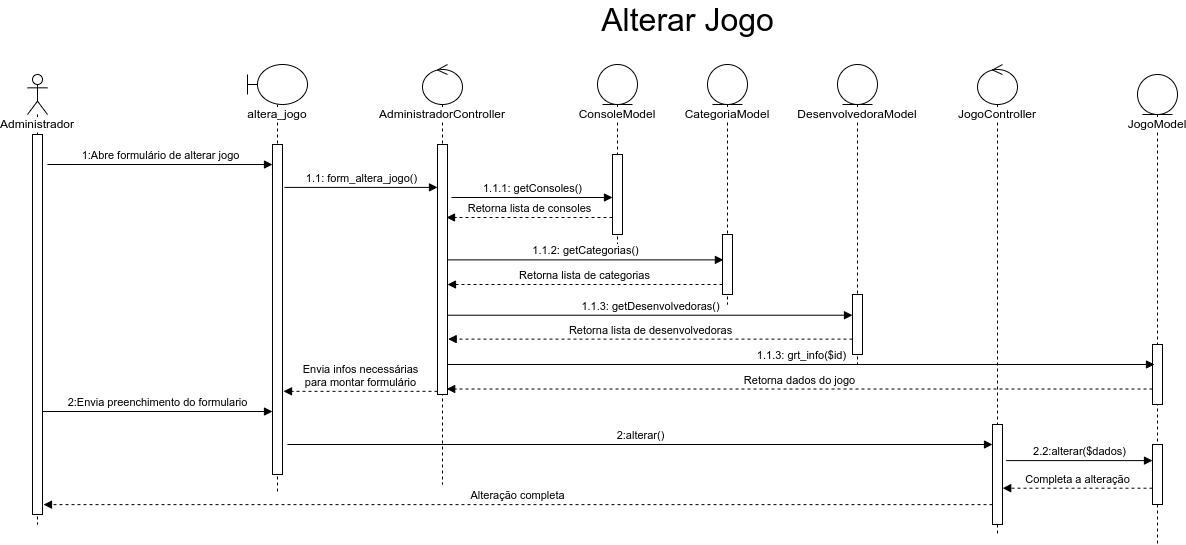 Alterar Jogo
Administrador
altera_jogo
AdministradorController
ConsoleModel
CategoriaModel
DesenvolvedoraModel
JogoController
JogoModel
1:Abre formulário de alterar jogo
1.1: form_altera_jogo()
1.1.1: getConsoles()
Retorna lista de consoles
1.1.2: getCategorias()
Retorna lista de categorias
1.1.3: getDesenvolvedoras()
Retorna lista de desenvolvedoras
1.1.3: grt_info($id)
Envia infos necessárias
para montar formulário
Retorna dados do jogo
2:Envia preenchimento do formulario
2:alterar()
2.2:alterar($dados)
Completa a alteração
Alteração completa